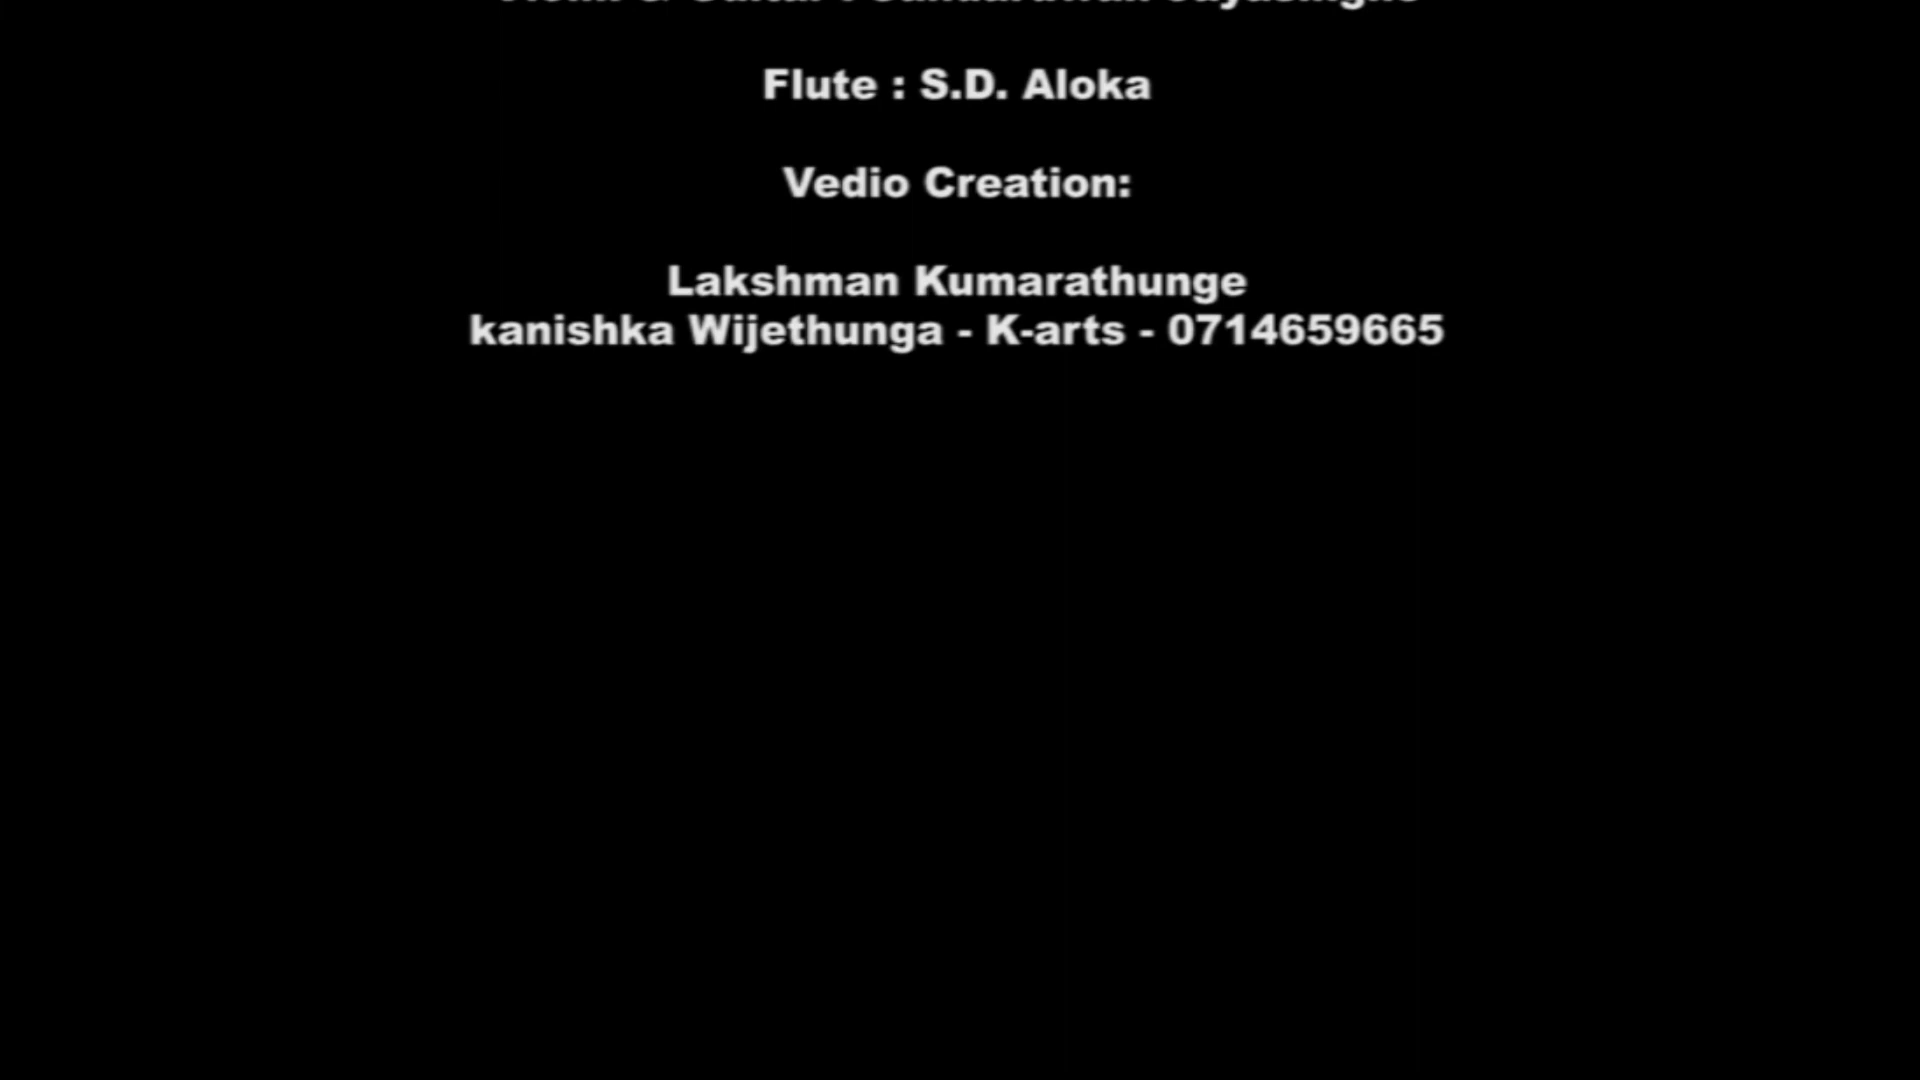 Flute : S.D. Aloka
Vedio Creation:
Lakshman Kumarathunge
kanishka Wijethunga - K-arts - 0714659665